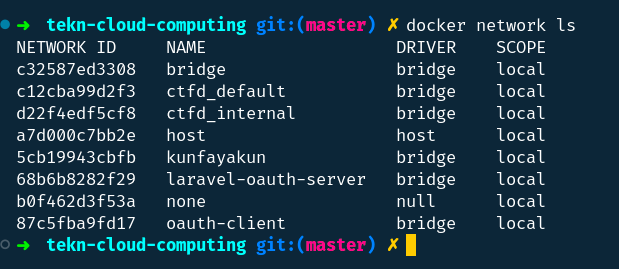 ➜ tekn-cloud-computing git:(master) ✗ docker network ls
NETWORK ID     NAME                   DRIVER    SCOPE
c32587ed3308   bridge                 bridge    local
c12cba99d2f3   ctfd_default           bridge    local
d22f4edf5cf8   ctfd_internal          bridge    local
a7d000c7bb2e   host                   host      local
5cb19943cbfb   kunfayakun             bridge    local
68b6b8282f29   laravel-oauth-server   bridge    local
b0f462d3f53a   none                   null      local
87c5fba9fd17   oauth-client           bridge    local
➜ tekn-cloud-computing git:(master) ✗